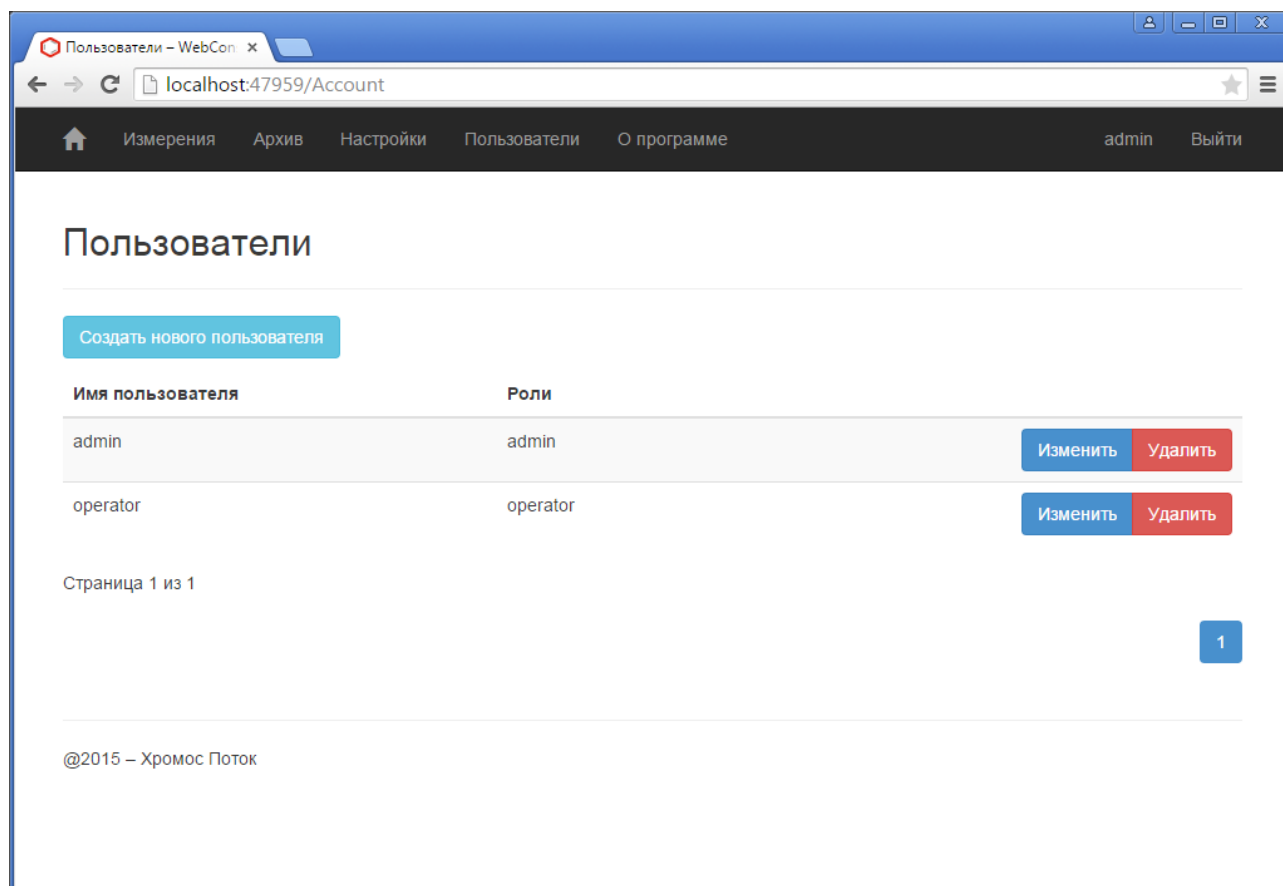 Пользователи – WebCon
localhost:47959/Account
Измерения Архив Настройки Пользователи О программе admin Выйти
Пользователи
Создать нового пользователя
Имя пользователя Роли
admin admin Изменить Удалить
operator operator Изменить Удалить
Страница 1 из 1
1
@2015 – Хромос Поток